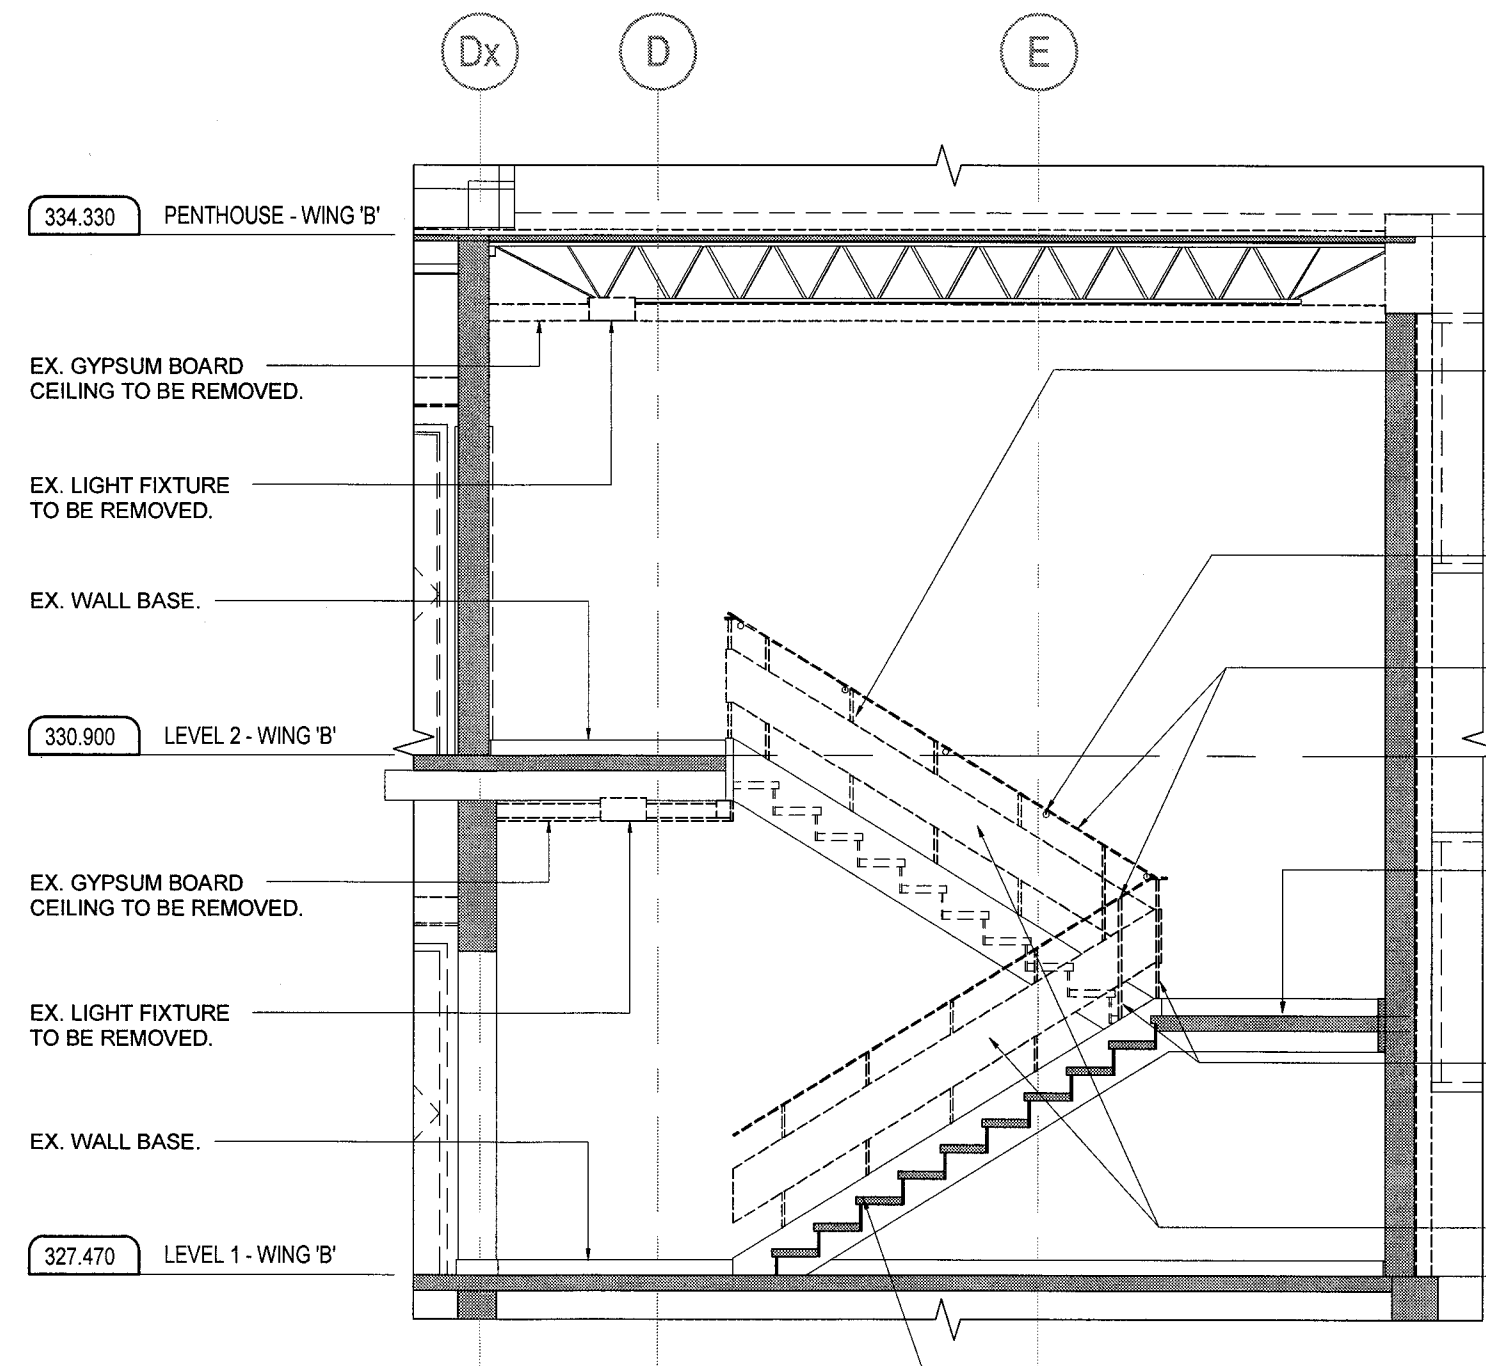 Dx
D
E
334.330 PENTHOUSE - WING 'B'
EX. GYPSUM BOARD
CEILING TO BE REMOVED.
EX. LIGHT FIXTURE
TO BE REMOVED.
EX. WALL BASE.
330.900 LEVEL 2 - WING 'B'
EX. GYPSUM BOARD
CEILING TO BE REMOVED.
EX. LIGHT FIXTURE
TO BE REMOVED.
EX. WALL BASE.
327.470 LEVEL 1 - WING 'B'